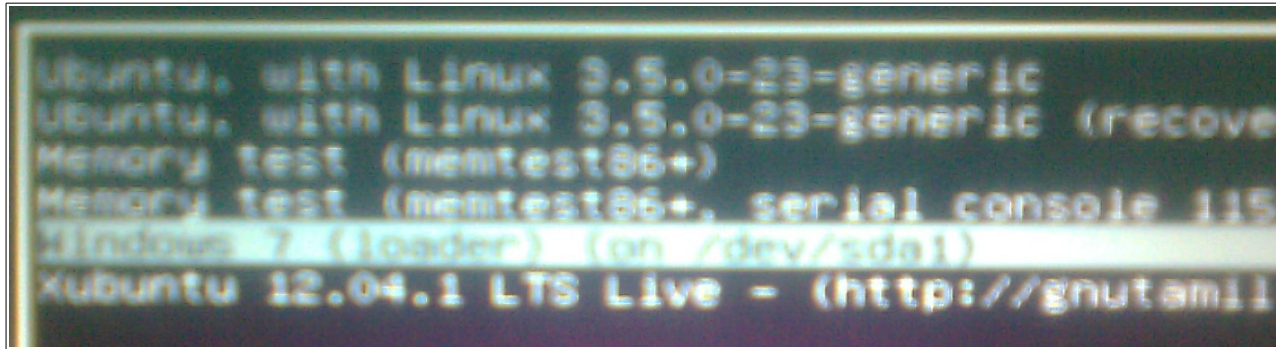 Ubuntu, with Linux 3.5.0-23-generic
Ubuntu, with Linux 3.5.0-23-generic (recove
Memory test (memtest86+)
Memory test (memtest86+, serial console 115
Windows 7 (loader) (on /dev/sda1)
Xubuntu 12.04.1 LTS Live - (http://gnutamil